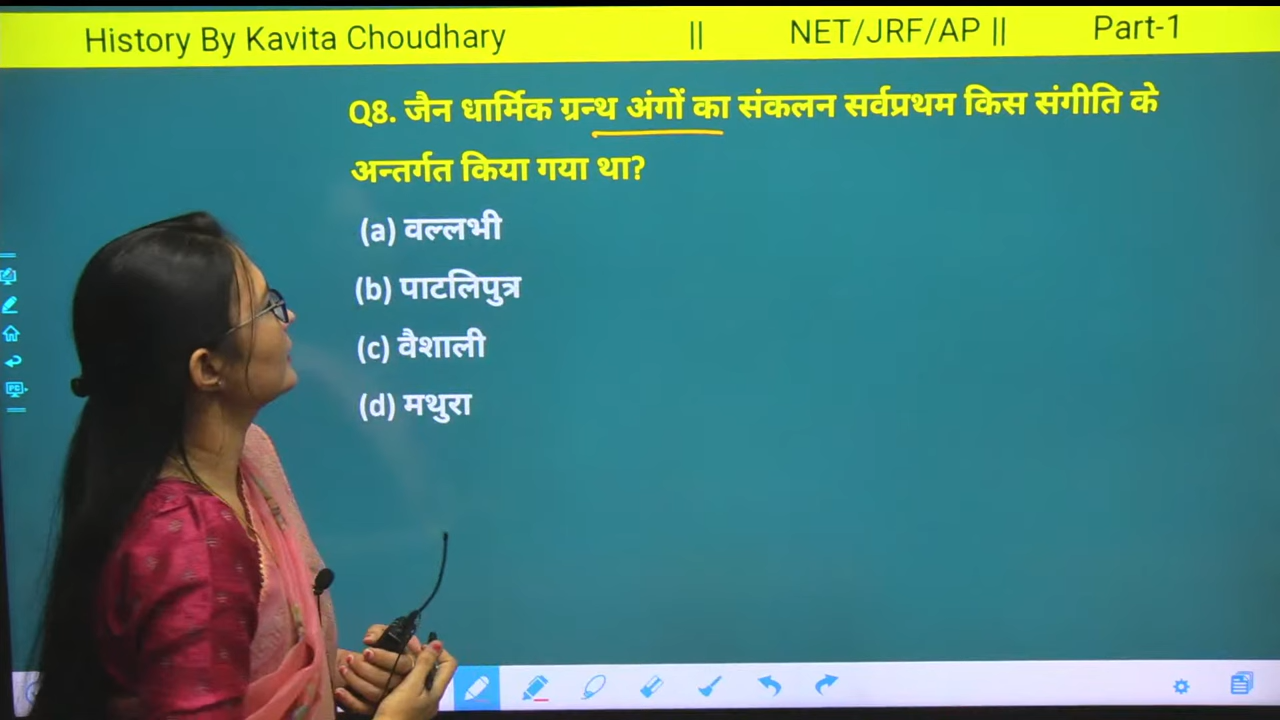 History By Kavita Choudhary || NET/JRF/AP || Part-1
Q8. जैन धार्मिक ग्रन्थ अंगों का संकलन सर्वप्रथम किस संगीति के
अन्तर्गत किया गया था?
(a) वल्लभी
(b) पाटलिपुत्र
(c) वैशाली
(d) मथुरा